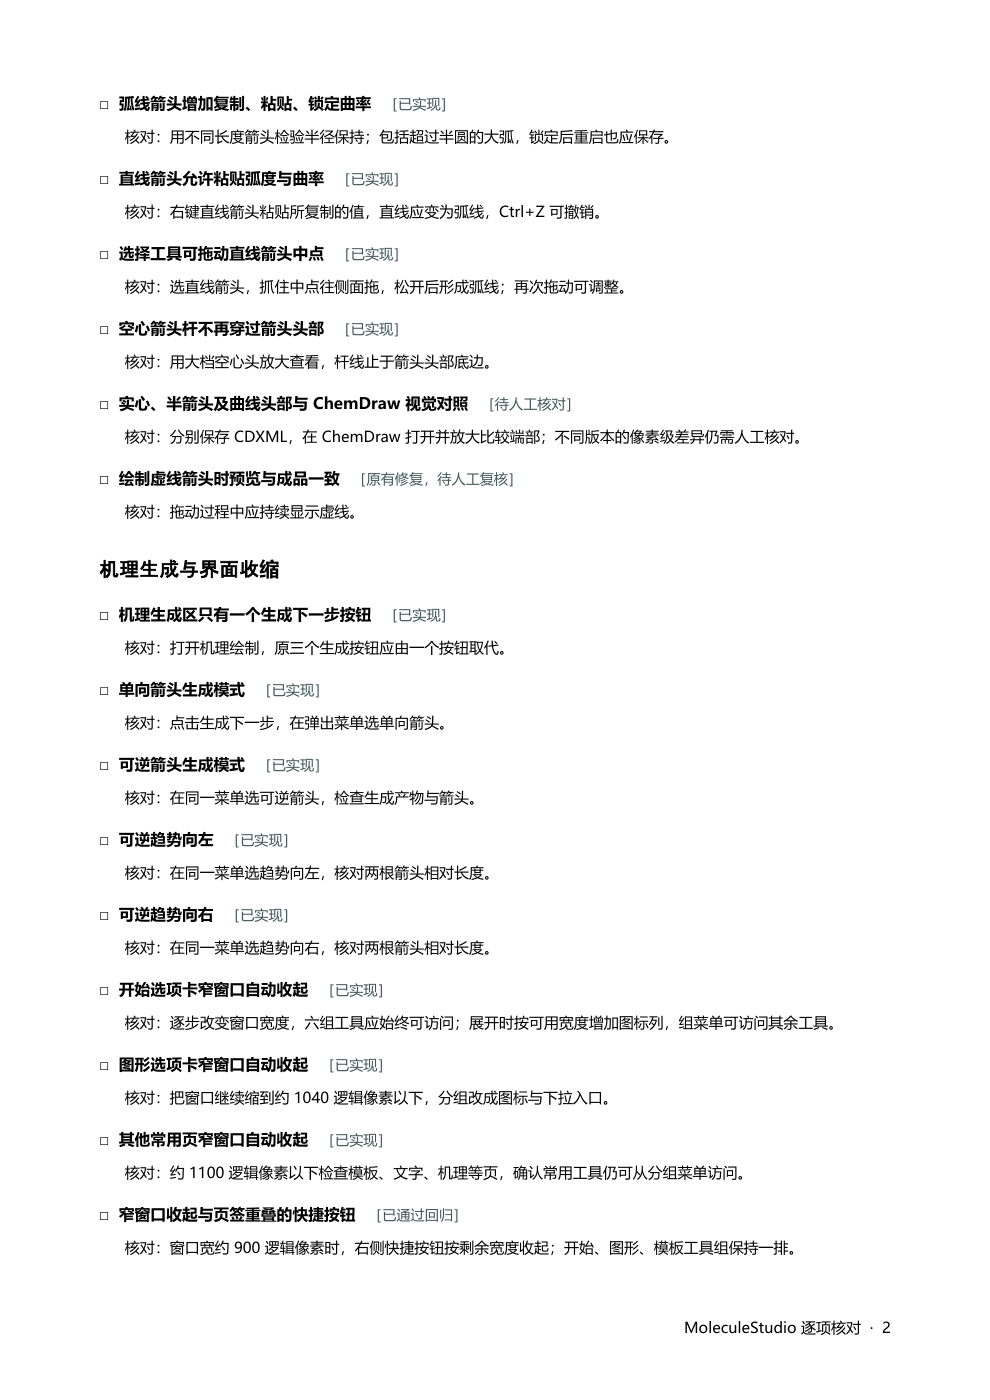 □ 弧线箭头增加复制、粘贴、锁定曲率 [已实现]
核对：用不同长度箭头检验半径保持；包括超过半圆的大弧，锁定后重启也应保存。
□ 直线箭头允许粘贴弧度与曲率 [已实现]
核对：右键直线箭头粘贴所复制的值，直线应变为弧线，Ctrl+Z 可撤销。
□ 选择工具可拖动直线箭头中点 [已实现]
核对：选直线箭头，抓住中点往侧面拖，松开后形成弧线；再次拖动可调整。
□ 空心箭头杆不再穿过箭头头部 [已实现]
核对：用大档空心头放大查看，杆线止于箭头头部底边。
□ 实心、半箭头及曲线头部与 ChemDraw 视觉对照 [待人工核对]
核对：分别保存 CDXML，在 ChemDraw 打开并放大比较端部；不同版本的像素级差异仍需人工核对。
□ 绘制虚线箭头时预览与成品一致 [原有修复，待人工复核]
核对：拖动过程中应持续显示虚线。
机理生成与界面收缩
□ 机理生成区只有一个生成下一步按钮 [已实现]
核对：打开机理绘制，原三个生成按钮应由一个按钮取代。
□ 单向箭头生成模式 [已实现]
核对：点击生成下一步，在弹出菜单选单向箭头。
□ 可逆箭头生成模式 [已实现]
核对：在同一菜单选可逆箭头，检查生成产物与箭头。
□ 可逆趋势向左 [已实现]
核对：在同一菜单选趋势向左，核对两根箭头相对长度。
□ 可逆趋势向右 [已实现]
核对：在同一菜单选趋势向右，核对两根箭头相对长度。
□ 开始选项卡窄窗口自动收起 [已实现]
核对：逐步改变窗口宽度，六组工具应始终可访问；展开时按可用宽度增加图标列，组菜单可访问其余工具。
□ 图形选项卡窄窗口自动收起 [已实现]
核对：把窗口继续缩到约 1040 逻辑像素以下，分组改成图标与下拉入口。
□ 其他常用页窄窗口自动收起 [已实现]
核对：约 1100 逻辑像素以下检查模板、文字、机理等页，确认常用工具仍可从分组菜单访问。
□ 窄窗口收起与页签重叠的快捷按钮 [已通过回归]
核对：窗口宽约 900 逻辑像素时，右侧快捷按钮按剩余宽度收起；开始、图形、模板工具组保持一排。
MoleculeStudio 逐项核对 · 2